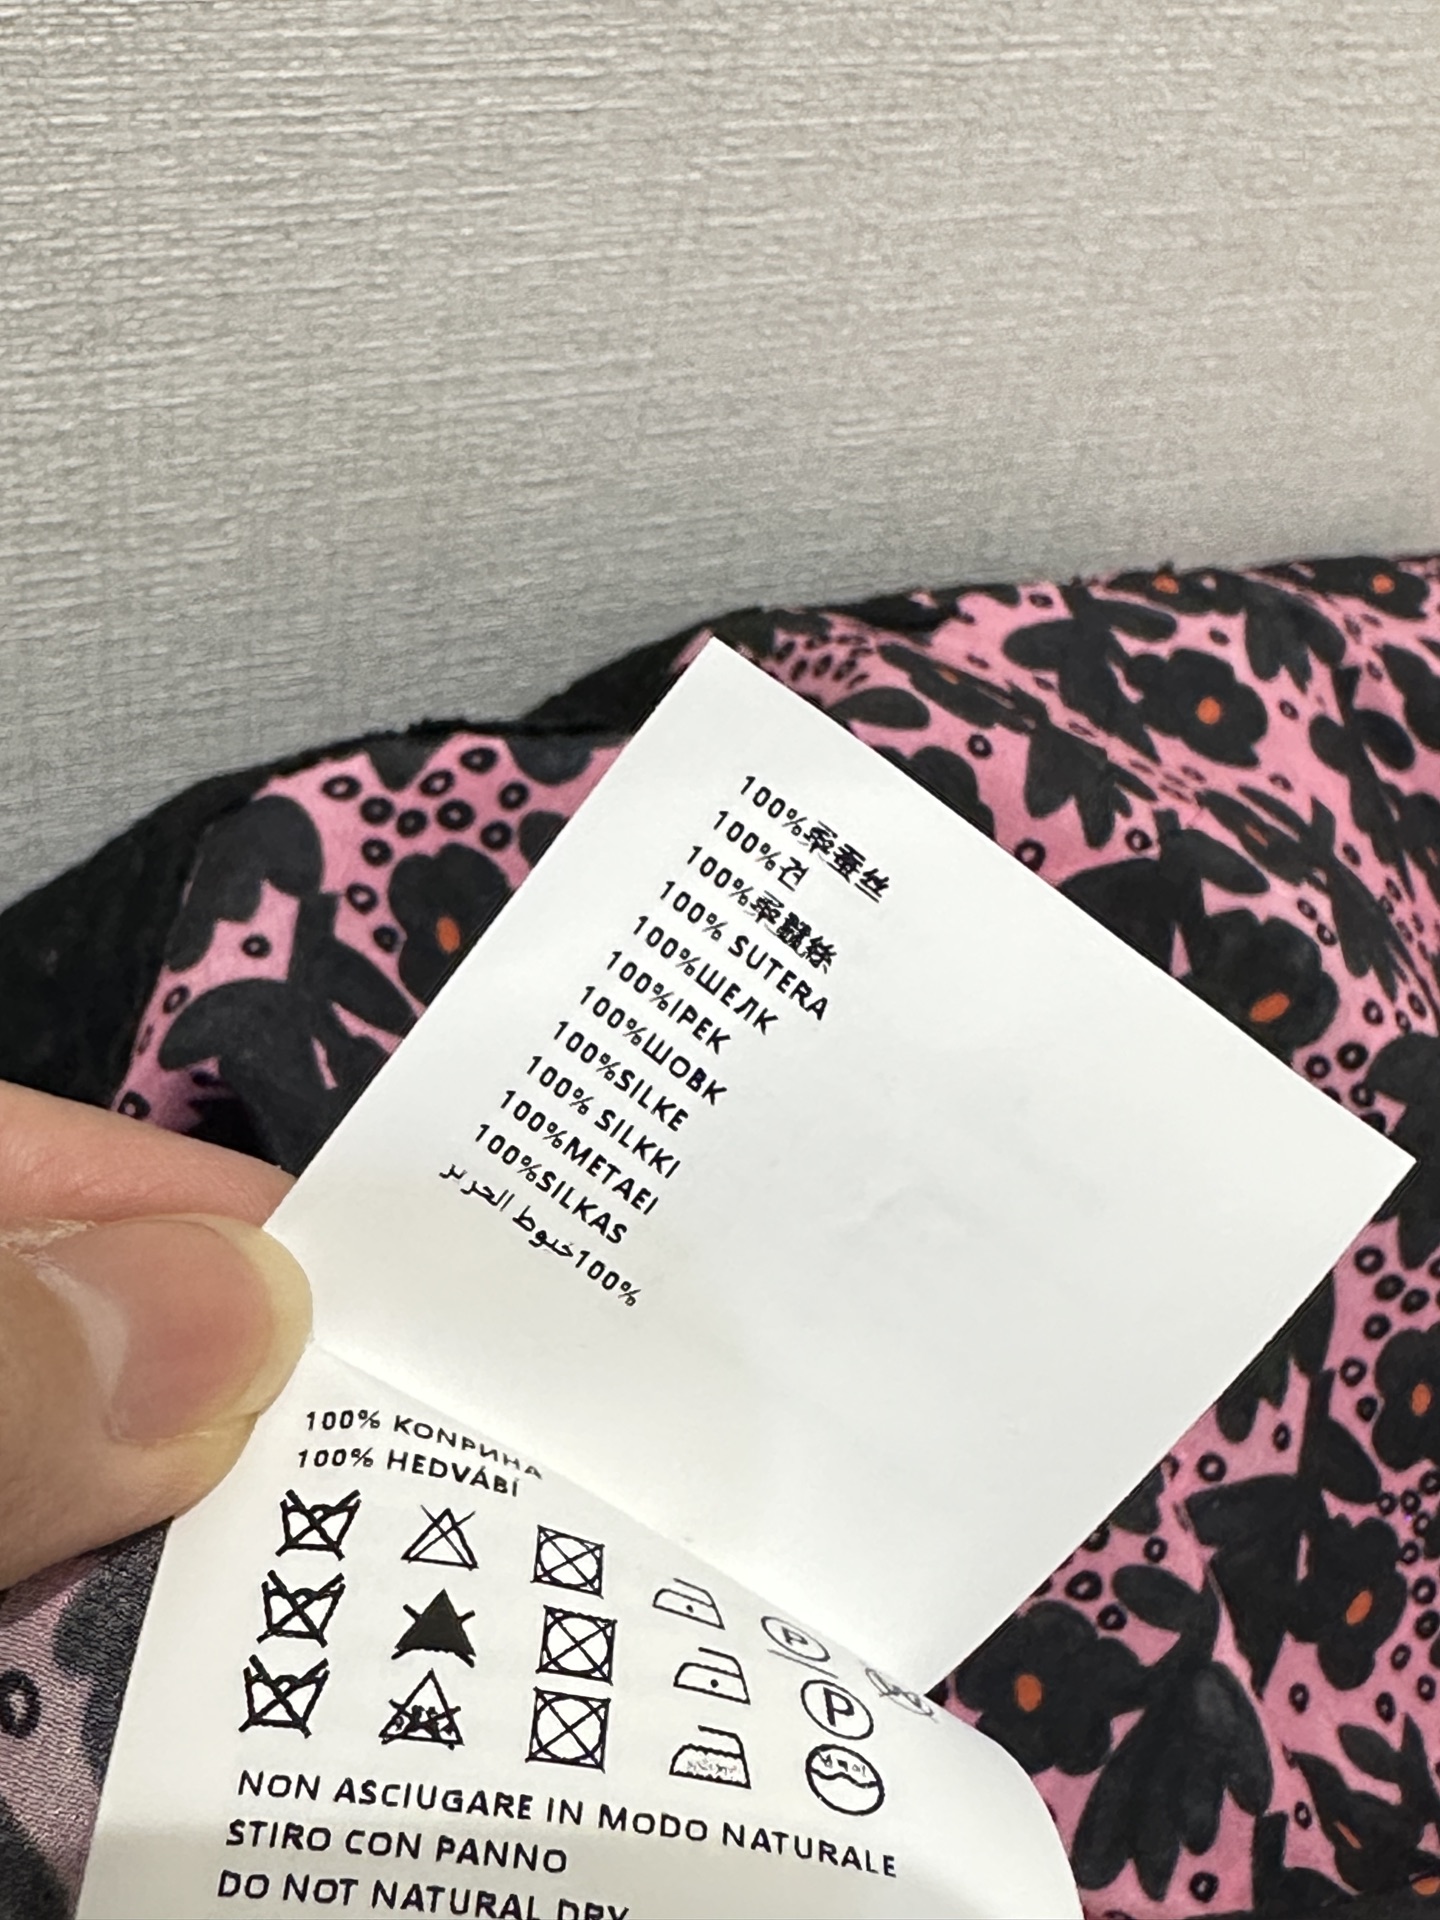 100%桑蚕丝
100%견
100%桑蠶絲
100% SUTERA
100%ШЕЛК
100%IPEK
100%ШОВК
100%SILKE
100% SILKKI
100%METAEI
100%SILKAS
100%خيوط الحرير
100% КОПРИНА
100% HEDVÁBÍ
NON ASCIUGARE IN MODO NATURALE
STIRO CON PANNO
DO NOT NATURAL DRY